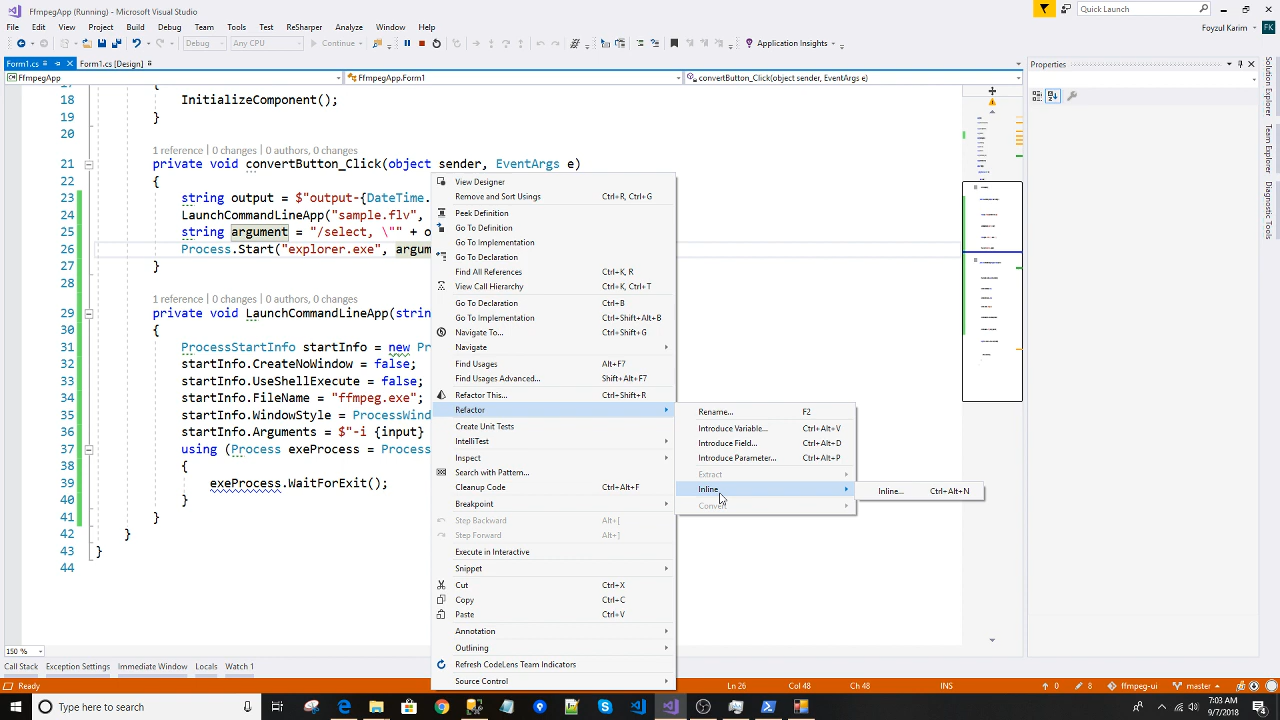 FfmpegApp (Running) - Microsoft Visual Studio
Quick Launch
File Edit View Project Build Debug Team Tools Test R Analyze Window Help
Foyzul Karim FK
Debug Any CPU Continue Application Insights
Form1.cs Form1.cs [Design]
Properties
FfmpegApp FfmpegApp.Form1 convertButton_Click(object sender, EventArgs e)
18 InitializeComponent();
19 }
20
1 reference | 0 changes | 0 authors, 0 changes
21 private void convertButton_Click(object sender, EventArgs e)
22 {
23 string output = $"output-{DateTime.
24 LaunchCommandLineApp("sample.flv",
25 string argument = "/select, \"" + o
26 Process.Start("explorer.exe", argum
27 }
28
1 reference | 0 changes | 0 authors, 0 changes
29 private void LaunchCommandLineApp(strin
30 {
31 ProcessStartInfo startInfo = new Pr
32 startInfo.CreateNoWindow = false;
33 startInfo.UseShellExecute = false;
34 startInfo.FileName = "ffmpeg.exe";
35 startInfo.WindowStyle = ProcessWind
36 startInfo.Arguments = $"-i {input}
37 using (Process exeProcess = Process
38 {
39 exeProcess.WaitForExit();
40 }
41 }
42 }
43 }
44
View Designer
Remove and Sort Usings Ctrl+R, Ctrl+G
Peek Definition
Go To Definition
Go To Implementation
Go To Declaration
Find All References Ctrl+K, R
View Call Hierarchy Ctrl+K, Ctrl+T
Go To Declaration Ctrl+B
Go To Implementation Ctrl+Shift+Alt+B
Navigate To... Ctrl+Shift+G
Navigate
Find Usages Alt+F7
Find Usages Advanced... Shift+Alt+F7
Refactor This... Ctrl+Shift+R
Refactor
Create Unit Tests
IntelliTest
Inspect
Search with Pattern...
Cleanup Code Ctrl+Alt+F
Breakpoint
Step Backward Alt+[
Step Forward Alt+]
Execute in Interactive
Snippet
Cut Ctrl+X
Copy Ctrl+C
Paste Ctrl+V
Annotation
Outlining
Refresh CodeLens Team Indicators
Source Control
Rename... F2
Introduce Variable... Ctrl+Alt+V
Introduce Field... Ctrl+Alt+D
Introduce Parameter... Ctrl+Alt+P
Extract
Inline
Convert
Inline... Ctrl+Alt+N
Solution Explorer
Team Explorer
Diagnostic Tools
150 %
Call Stack Exception Settings Immediate Window Locals Watch 1
Ready Ln 26 Col 48 Ch 48 INS 0 8 ffmpeg-ui master
Type here to search
7:03 AM
9/7/2018